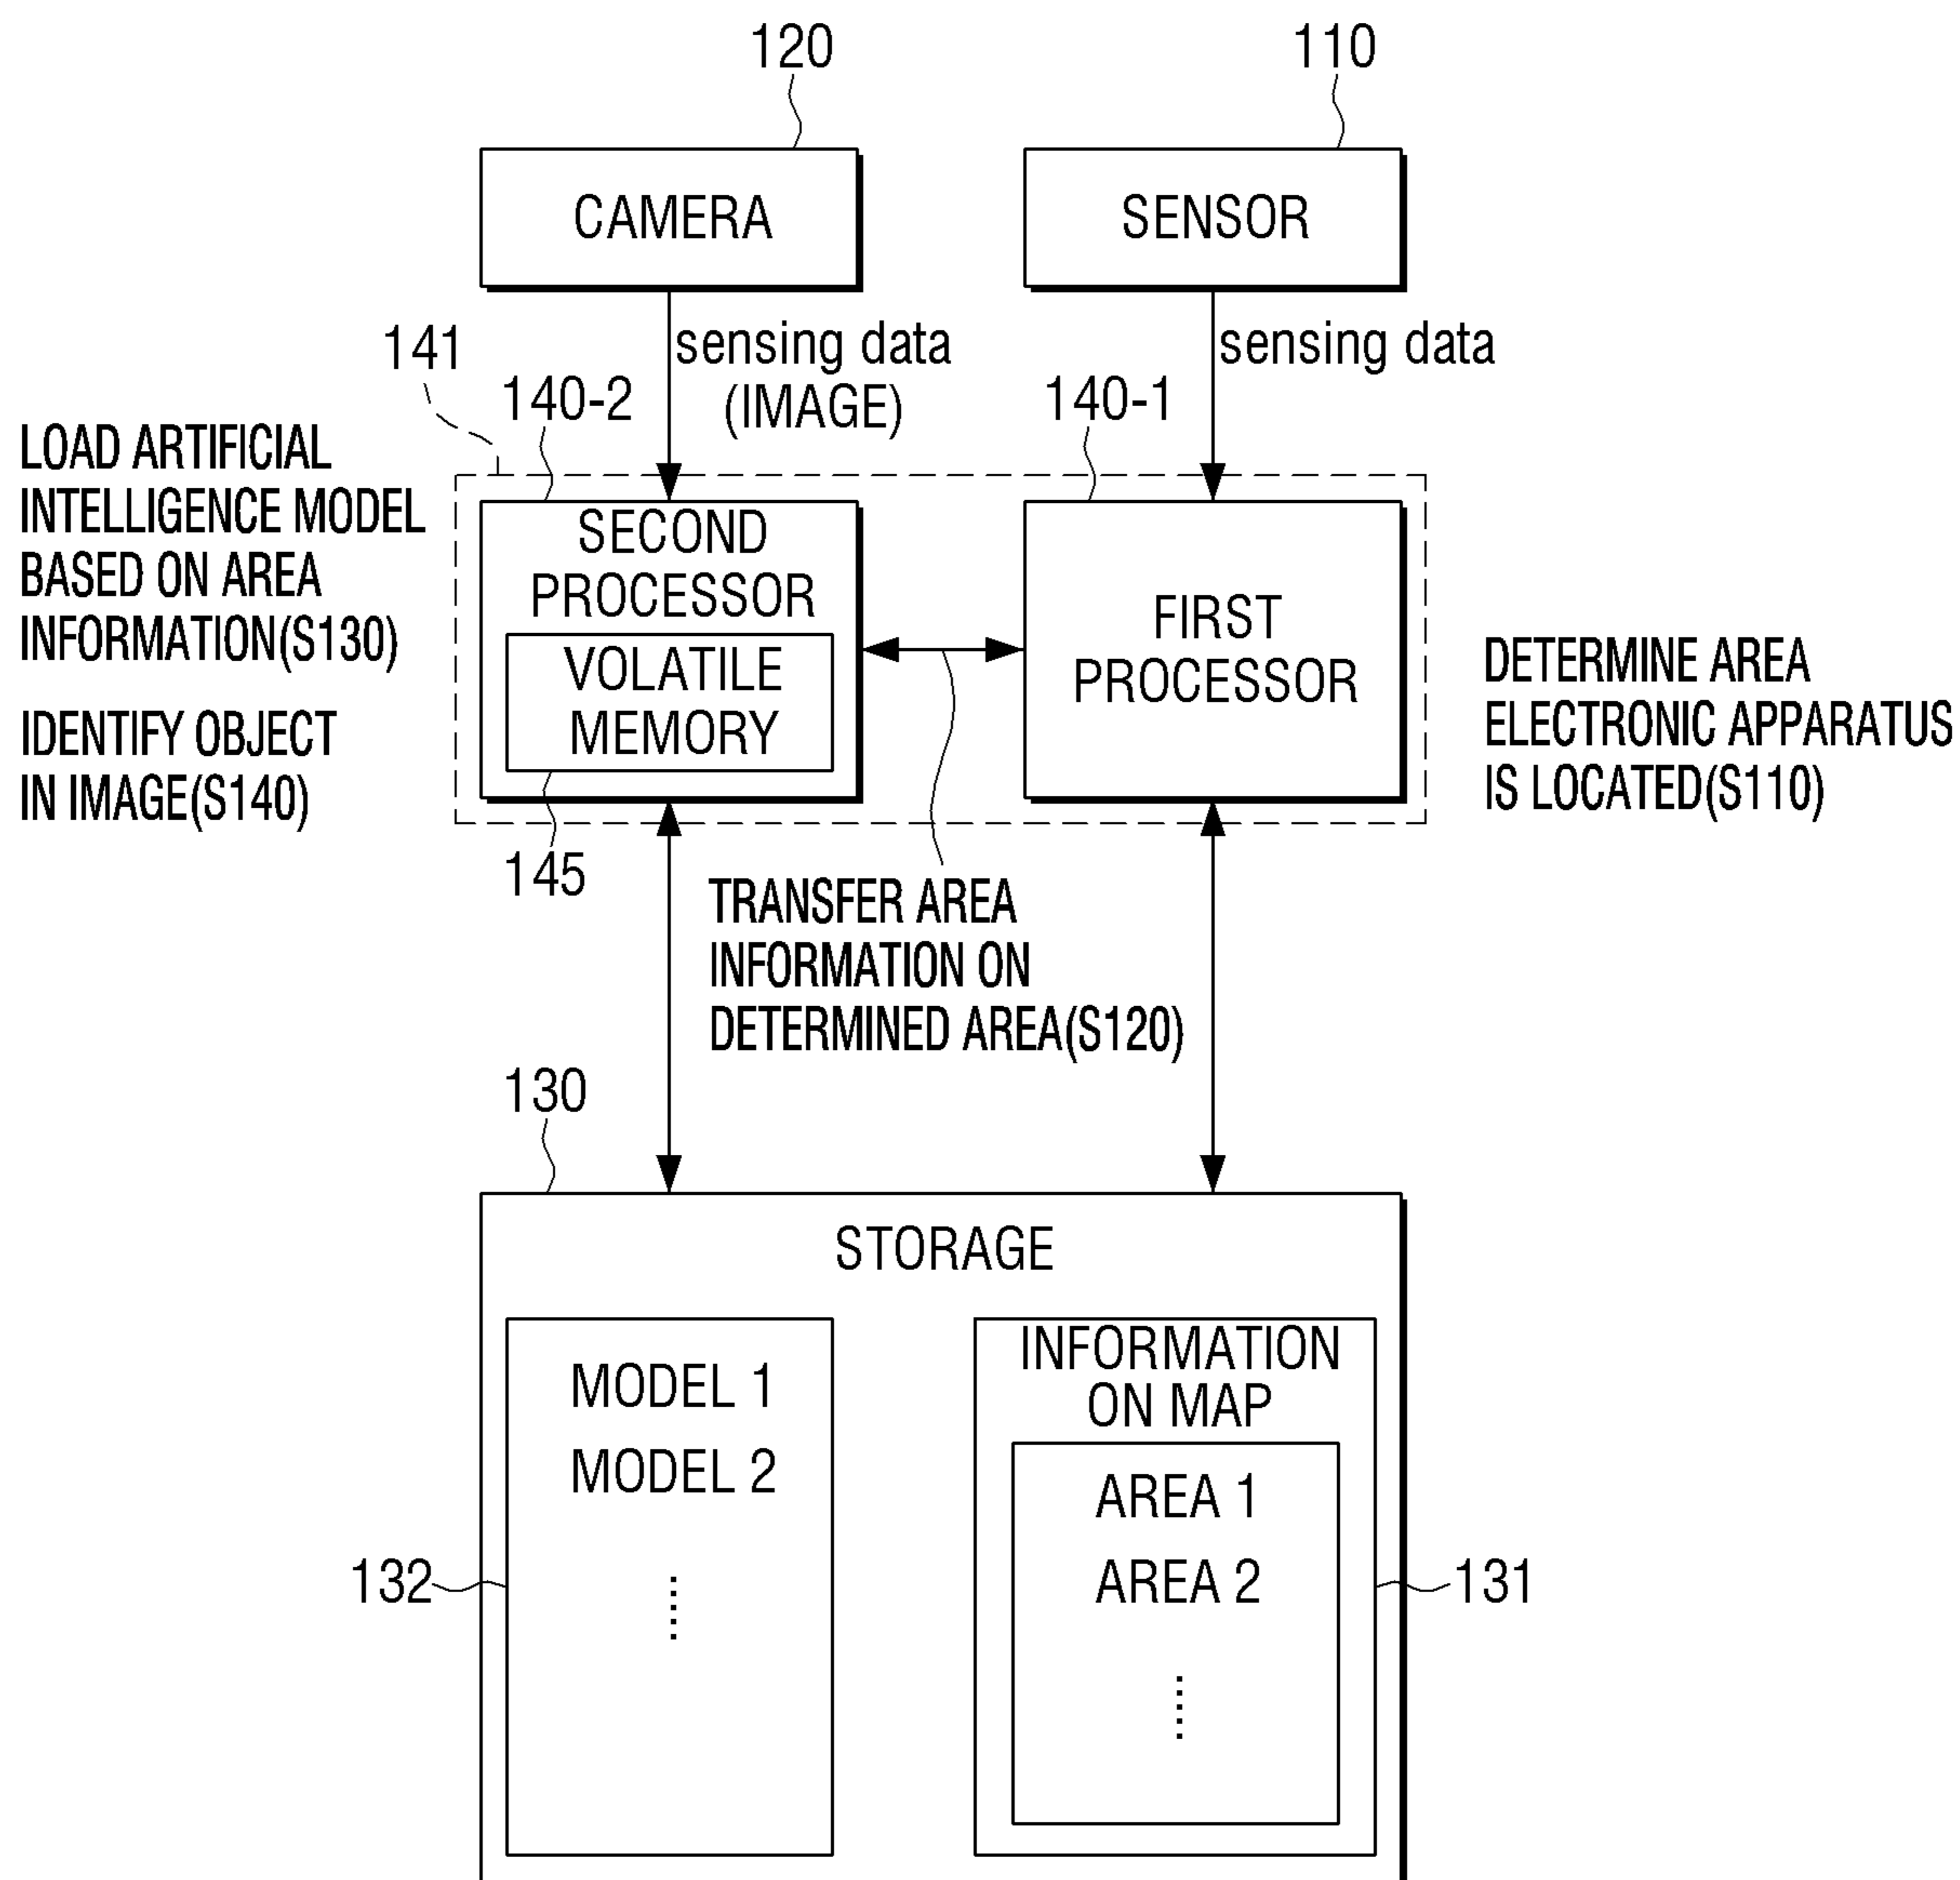 120
110
CAMERA
SENSOR
sensing data
(IMAGE)
sensing data
141
140-2
140-1
LOAD ARTIFICIAL
INTELLIGENCE MODEL
BASED ON AREA
INFORMATION(S130)
IDENTIFY OBJECT
IN IMAGE(S140)
SECOND
PROCESSOR
VOLATILE
MEMORY
FIRST
PROCESSOR
DETERMINE AREA
ELECTRONIC APPARATUS
IS LOCATED(S110)
145
TRANSFER AREA
INFORMATION ON
DETERMINED AREA(S120)
130
STORAGE
MODEL 1
MODEL 2
INFORMATION
ON MAP
AREA 1
AREA 2
132
131